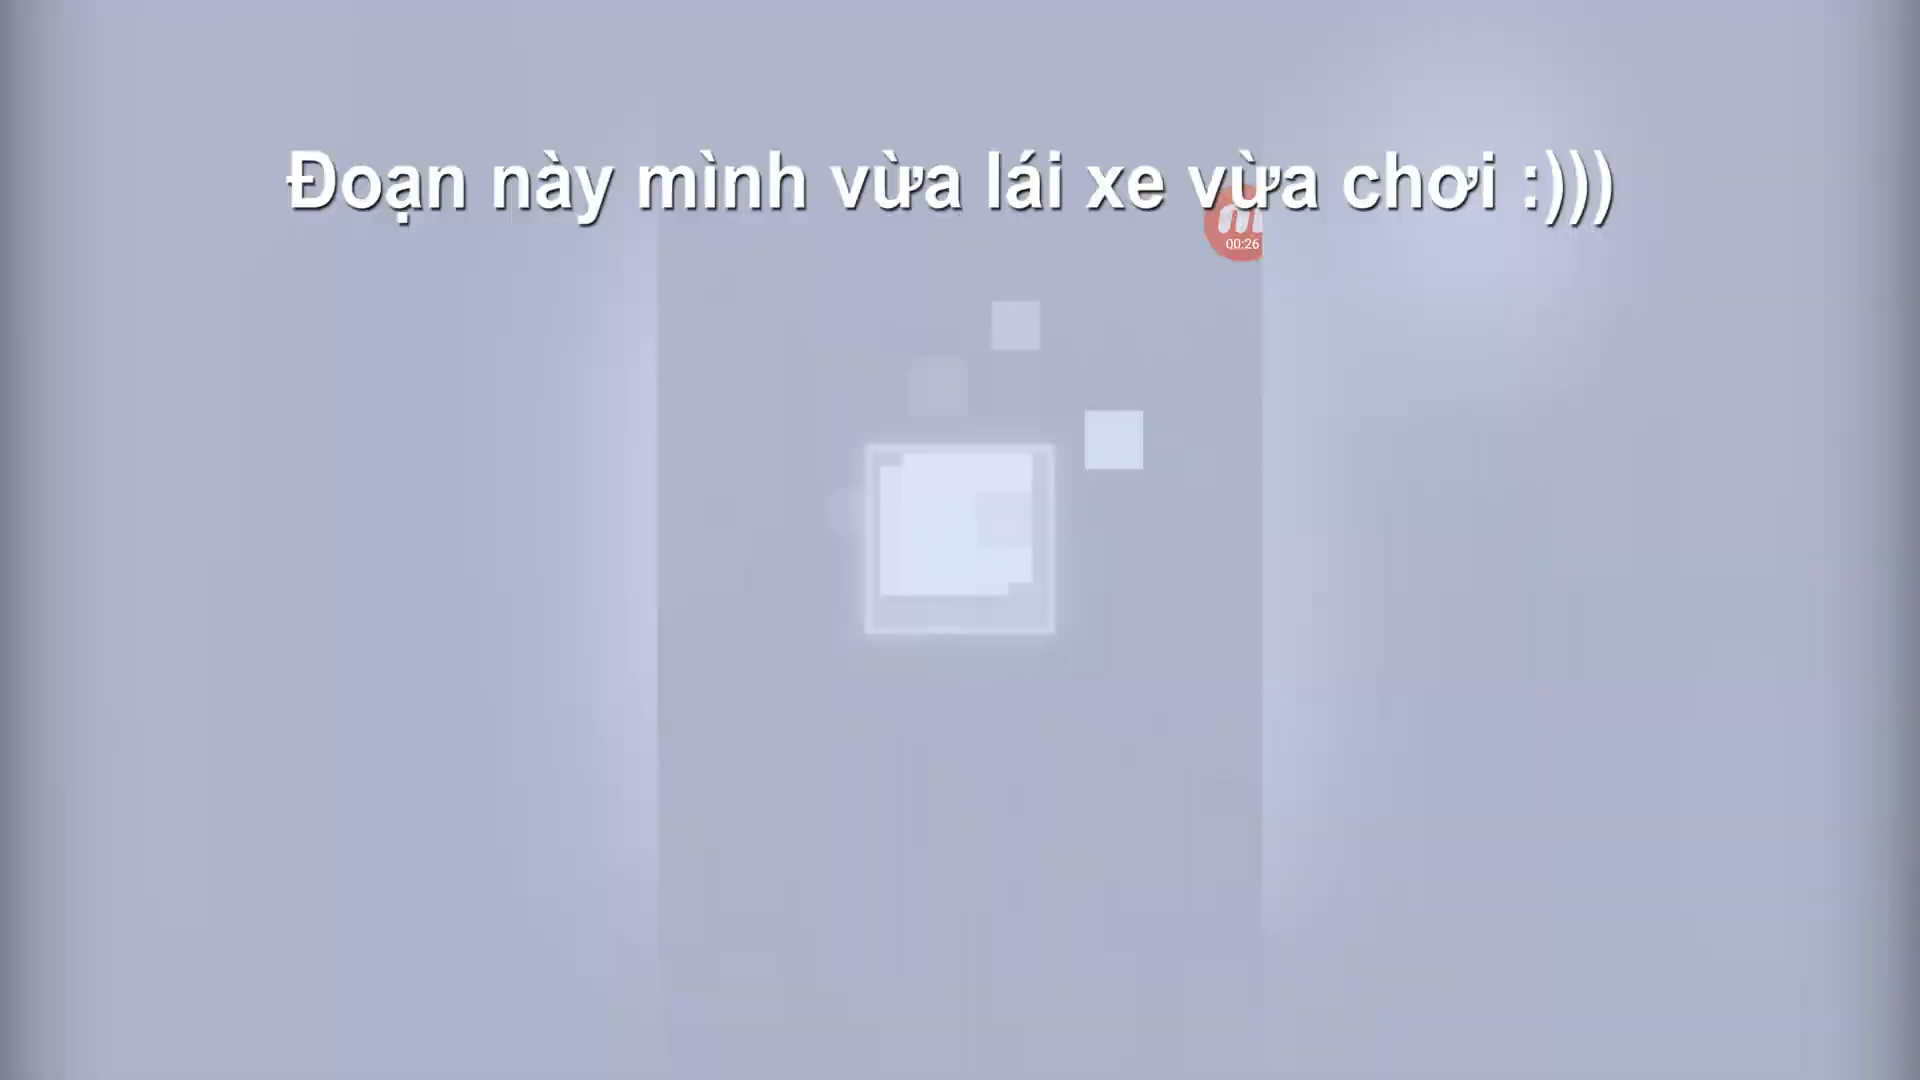 Đoạn này mình vừa lái xe vừa chơi :)))
00:26